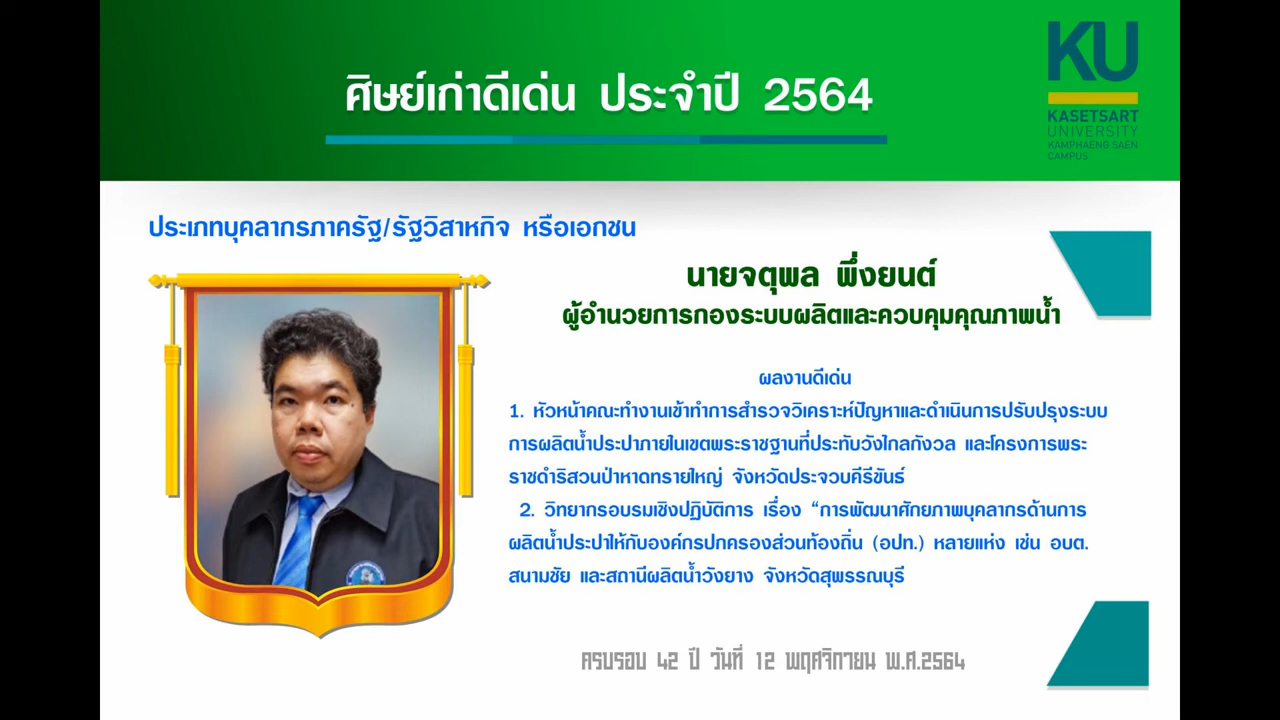 ศิษย์เก่าดีเด่น ประจำปี 2564
KU
KASETSART
UNIVERSITY
KAMPHAENG SAEN
CAMPUS
ประเภทบุคลากรภาครัฐ/รัฐวิสาหกิจ หรือเอกชน
นายจตุพล พึ่งยนต์
ผู้อำนวยการกองระบบผลิตและควบคุมคุณภาพน้ำ
ผลงานดีเด่น
1. หัวหน้าคณะทำงานเข้าทำการสำรวจวิเคราะห์ปัญหาและดำเนินการปรับปรุงระบบ
การผลิตน้ำประปาภายในเขตพระราชฐานที่ประทับวังไกลกังวล และโครงการพระ
ราชดำริสวนป่าหาดทรายใหญ่ จังหวัดประจวบคีรีขันธ์
2. วิทยากรอบรมเชิงปฏิบัติการ เรื่อง “การพัฒนาศักยภาพบุคลากรด้านการ
ผลิตน้ำประปาให้กับองค์กรปกครองส่วนท้องถิ่น (อปท.) หลายแห่ง เช่น อบต.
สนามชัย และสถานีผลิตน้ำวังยาง จังหวัดสุพรรณบุรี
ครบรอบ 42 ปี วันที่ 12 พฤศจิกายน พ.ศ.2564